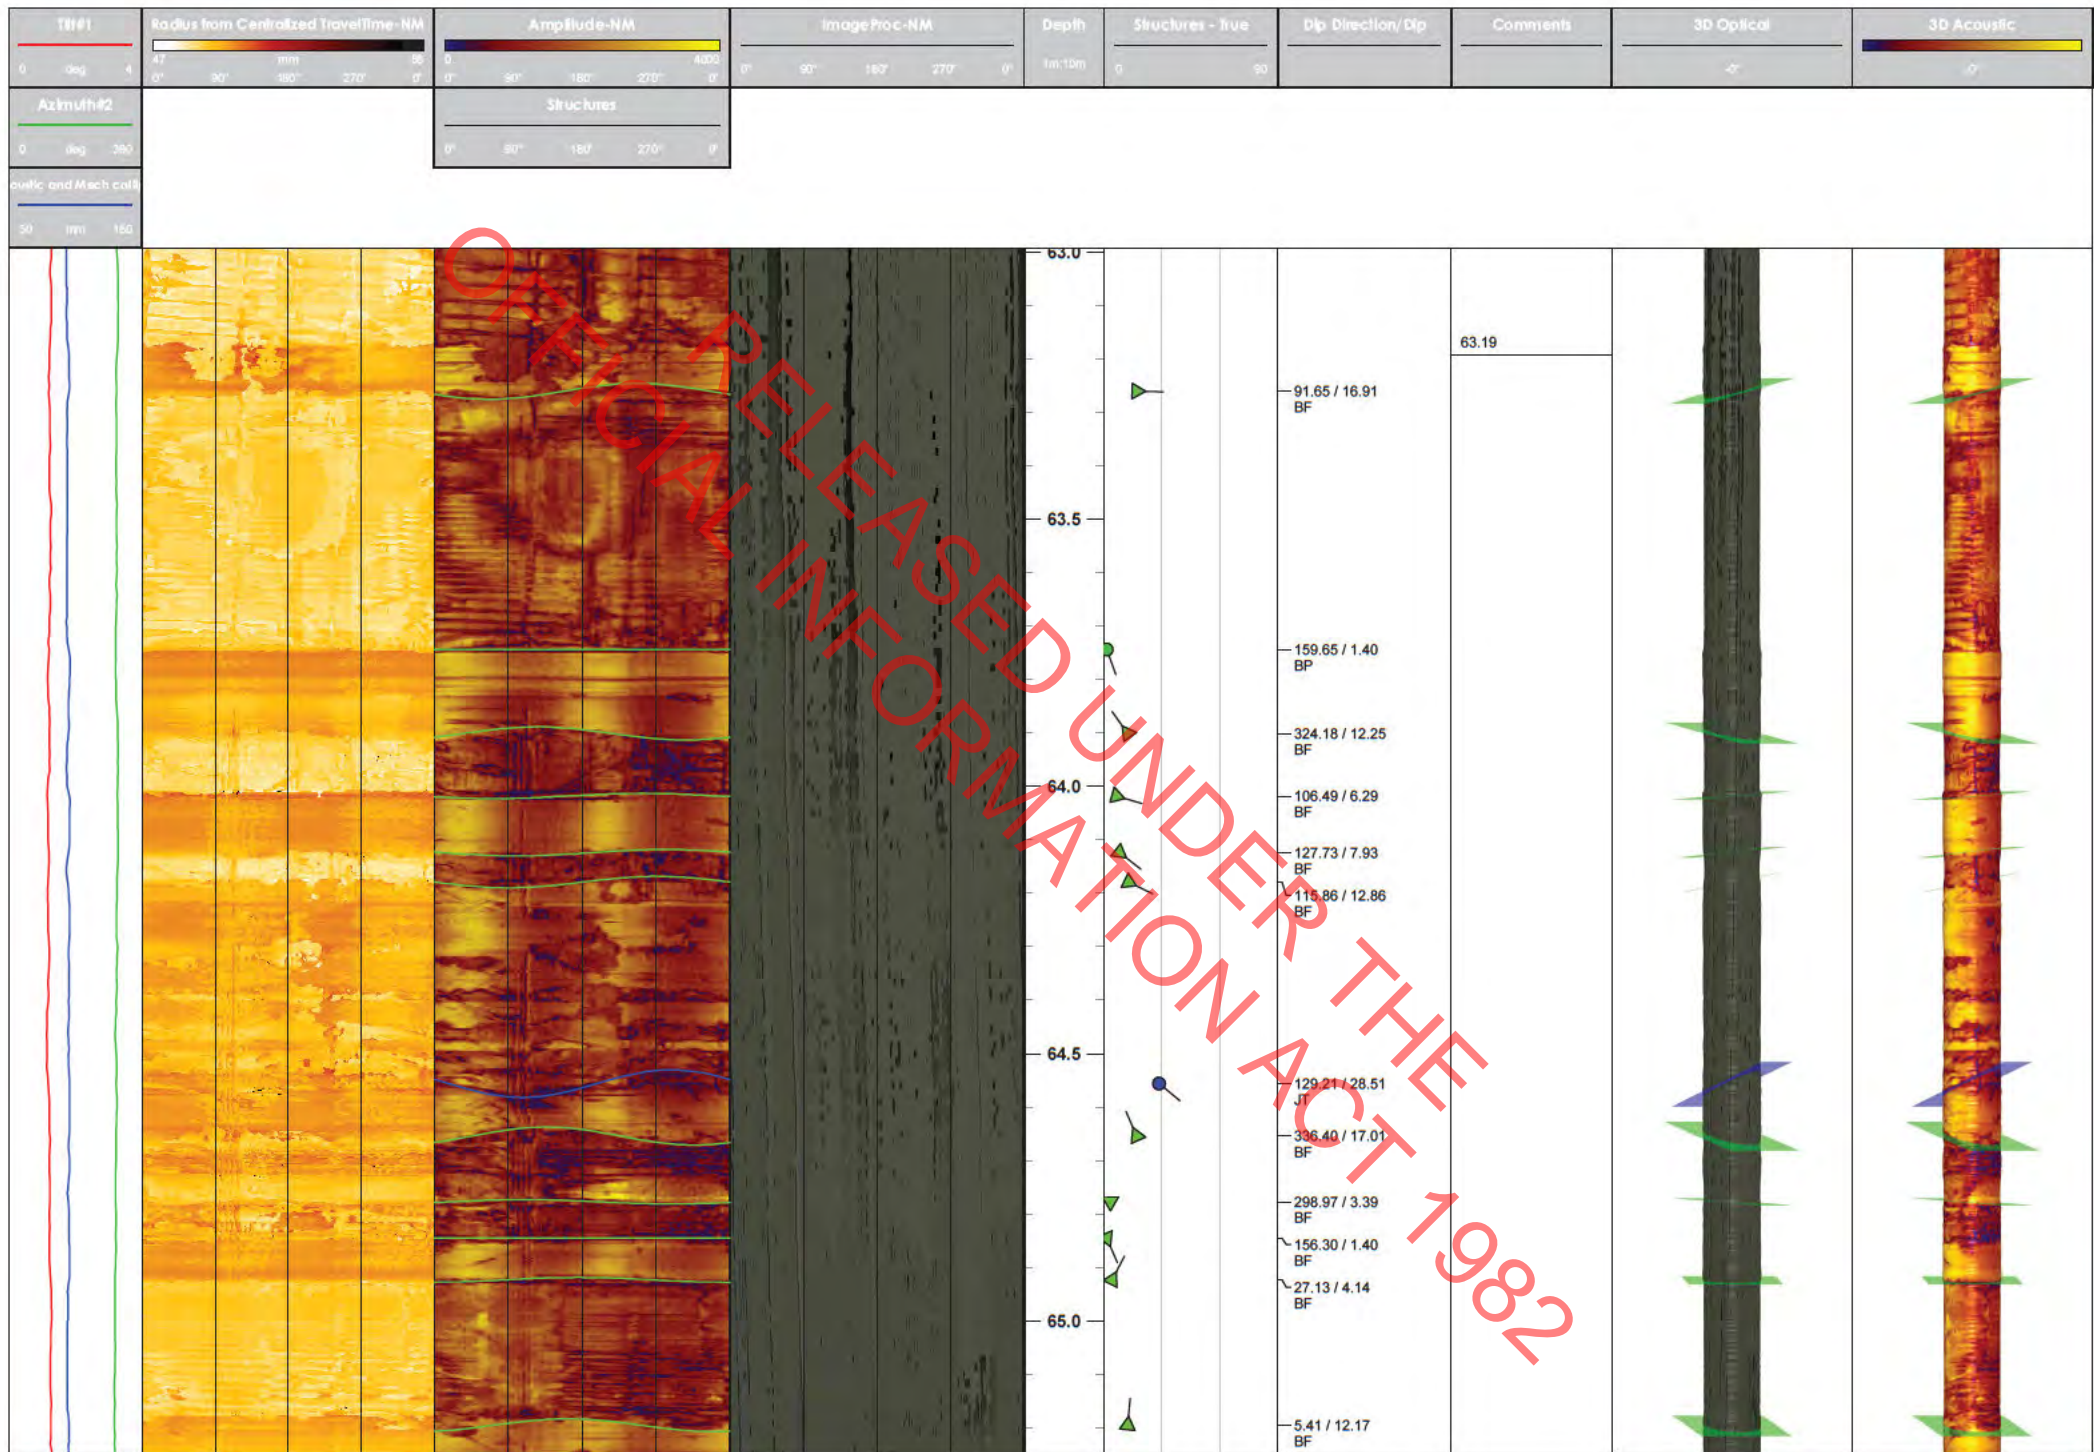 Tilt#1
0 deg 4
Radius from Centralized TravelTime-NM
47 mm
0° 90° 180° 270° 0°
Amplitude-NM
0 4000
0° 90° 180° 270° 0°
ImageProc-NM
0° 90° 180° 270° 0°
Depth
1m:10m
Structures - True
0 90
Dip Direction/Dip
Comments
3D Optical
-0°
3D Acoustic
-0°
Azimuth#2
0 deg 360
Structures
0° 90° 180° 270° 0°
oustic and Mech cali
50 mm 150
63.0
63.19
91.65 / 16.91
BF
63.5
159.65 / 1.40
BP
324.18 / 12.25
BF
64.0
106.49 / 6.29
BF
127.73 / 7.93
BF
115.86 / 12.86
BF
64.5
129.21 / 28.51
JT
336.40 / 17.01
BF
298.97 / 3.39
BF
156.30 / 1.40
BF
27.13 / 4.14
BF
65.0
5.41 / 12.17
BF
RELEASED UNDER THE
OFFICIAL INFORMATION ACT 1982